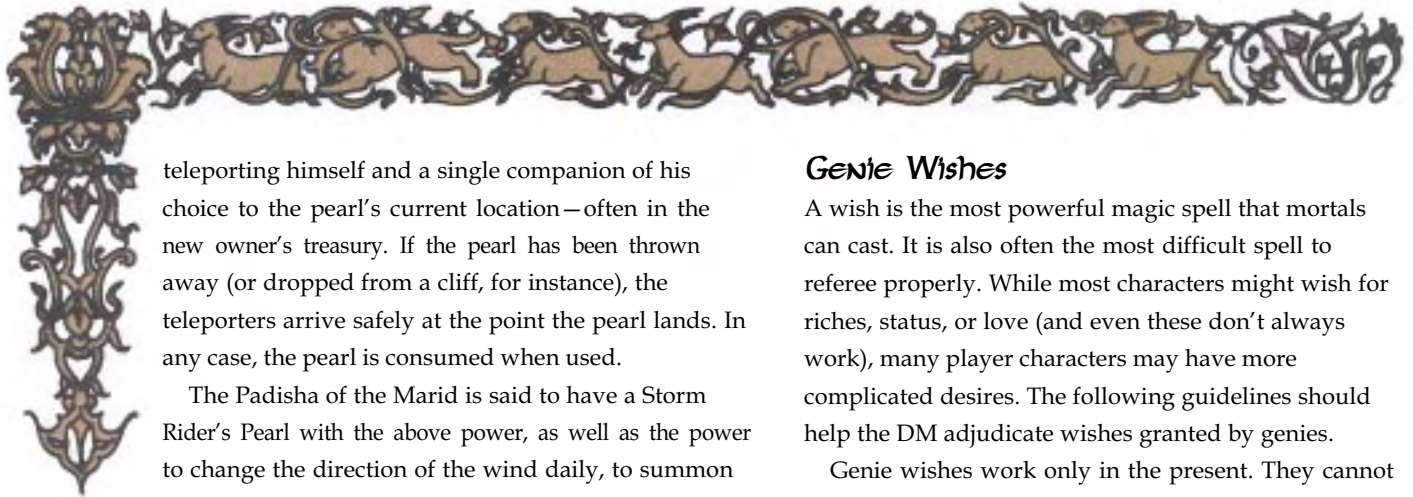 teleporting himself and a single companion of his
choice to the pearl’s current location—often in the
new owner’s treasury. If the pearl has been thrown
away (or dropped from a cliff, for instance), the
teleporters arrive safely at the point the pearl lands. In
any case, the pearl is consumed when used.
The Padisha of the Marid is said to have a Storm
Rider’s Pearl with the above power, as well as the power
to change the direction of the wind daily, to summon
Genie Wishes
A wish is the most powerful magic spell that mortals
can cast. It is also often the most difficult spell to
referee properly. While most characters might wish for
riches, status, or love (and even these don’t always
work), many player characters may have more
complicated desires. The following guidelines should
help the DM adjudicate wishes granted by genies.
Genie wishes work only in the present. They cannot